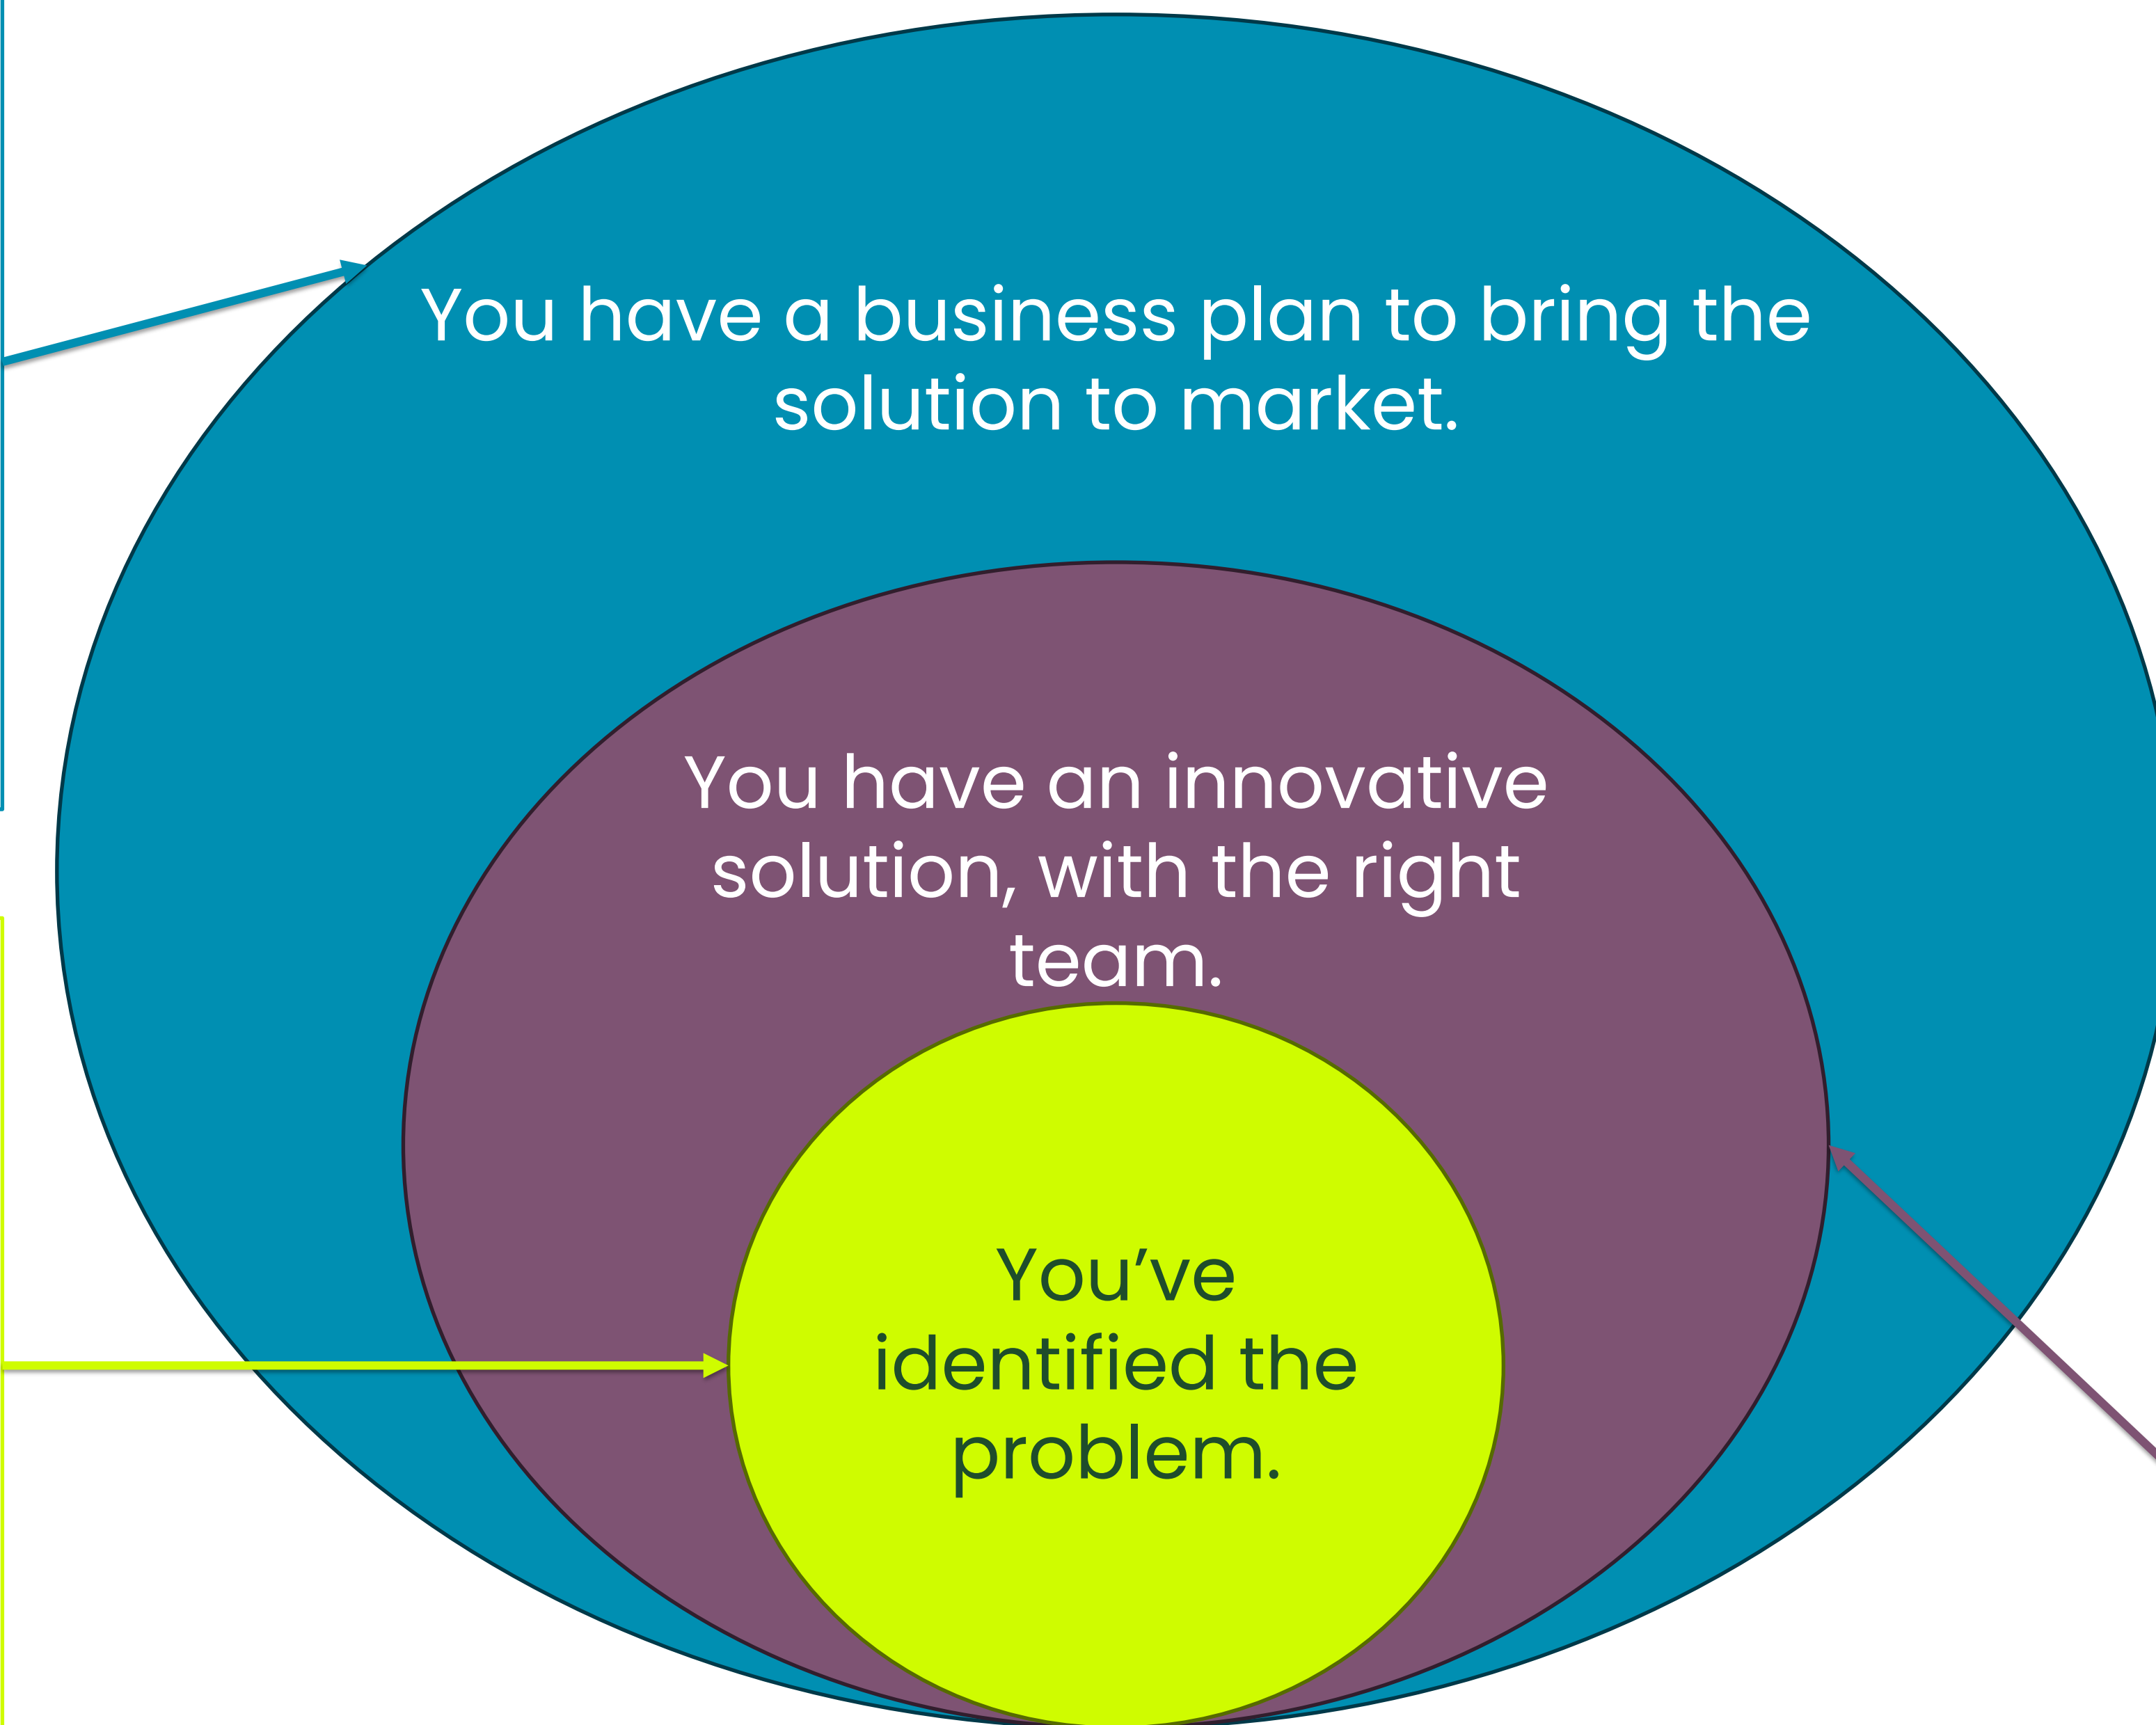 You have a business plan to bring the
solution to market.
You have an innovative
solution, with the right
team.
You’ve
identified the
problem.